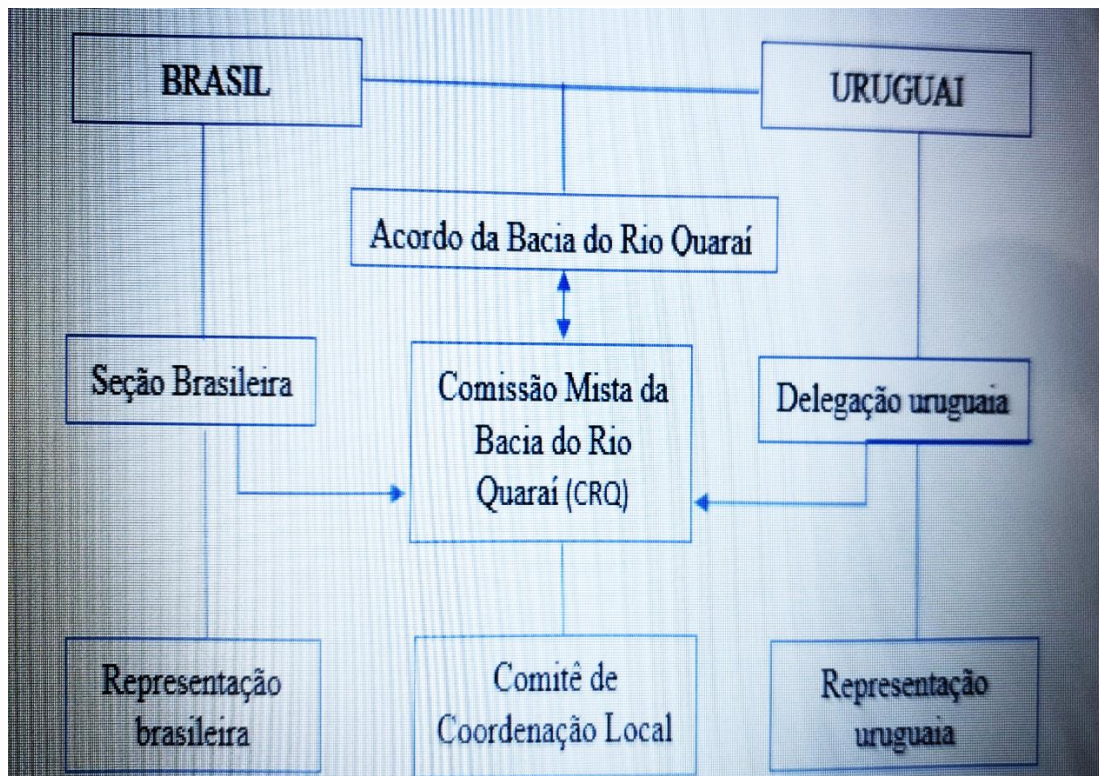 BRASIL
URUGUAI
Acordo da Bacia do Rio Quaraí
Seção Brasileira
Comissão Mista da
Bacia do Rio
Quaraí (CRQ)
Delegação uruguaia
Representação
brasileira
Comitê de
Coordenação Local
Representação
uruguaia